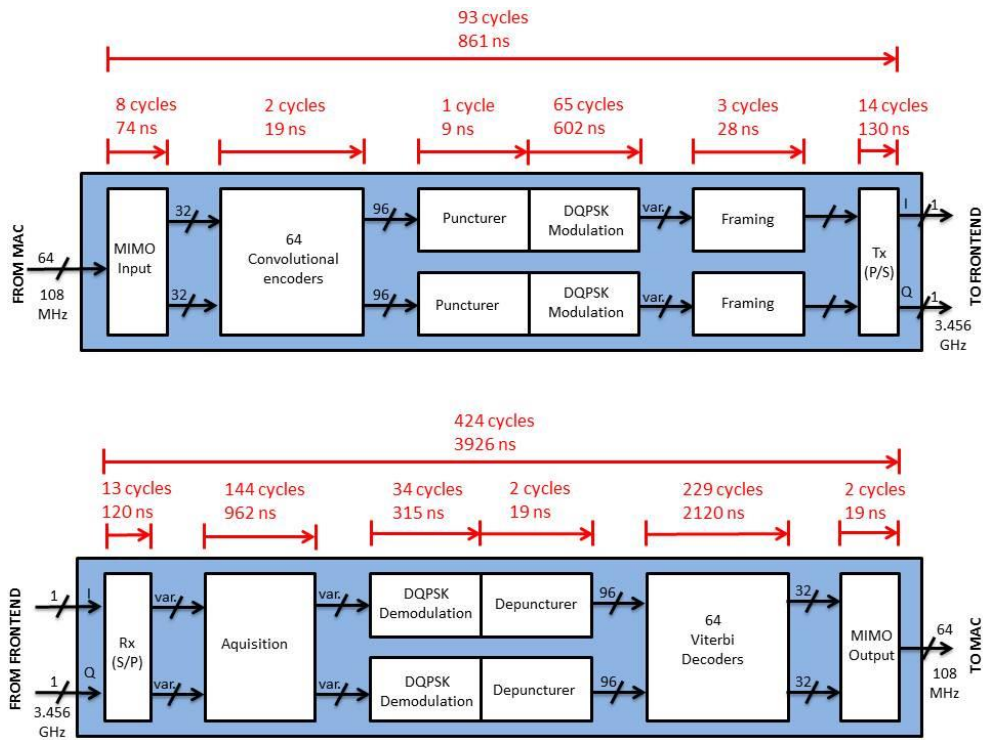 93 cycles
861 ns
8 cycles
74 ns
2 cycles
19 ns
1 cycle
9 ns
65 cycles
602 ns
3 cycles
28 ns
14 cycles
130 ns
FROM MAC
64
108
MHz
MIMO
Input
32
32
64
Convolutional
encoders
96
96
Puncturer
DQPSK
Modulation
var.
Framing
Puncturer
DQPSK
Modulation
var.
Framing
Tx
(P/S)
I
1
Q
1
3.456
GHz
TO FRONTEND
424 cycles
3926 ns
13 cycles
120 ns
144 cycles
962 ns
34 cycles
315 ns
2 cycles
19 ns
229 cycles
2120 ns
2 cycles
19 ns
FROM FRONTEND
1
I
1
Q
3.456
GHz
Rx
(S/P)
var.
var.
Aquisition
var.
var.
DQPSK
Demodulation
Depuncturer
DQPSK
Demodulation
Depuncturer
96
96
64
Viterbi
Decoders
32
32
MIMO
Output
64
108
MHz
TO MAC